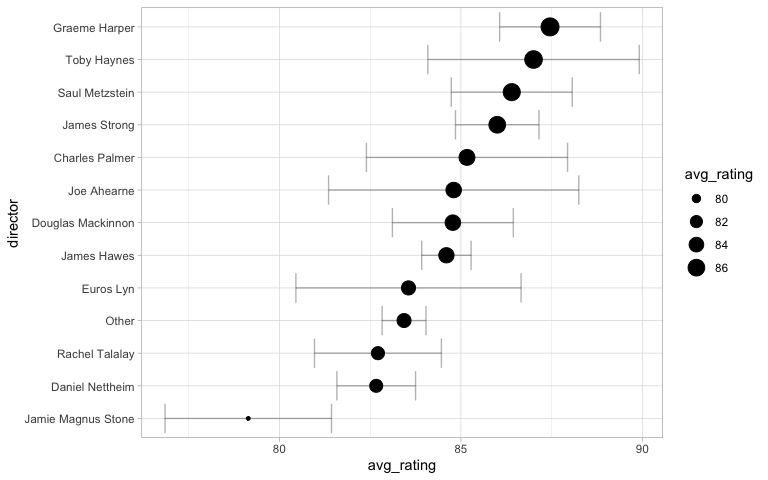 Graeme Harper
Toby Haynes
Saul Metzstein
James Strong
Charles Palmer
Joe Ahearne
Douglas Mackinnon
James Hawes
Euros Lyn
Other
Rachel Talalay
Daniel Nettheim
Jamie Magnus Stone
director
80 85 90
avg_rating
avg_rating
80
82
84
86